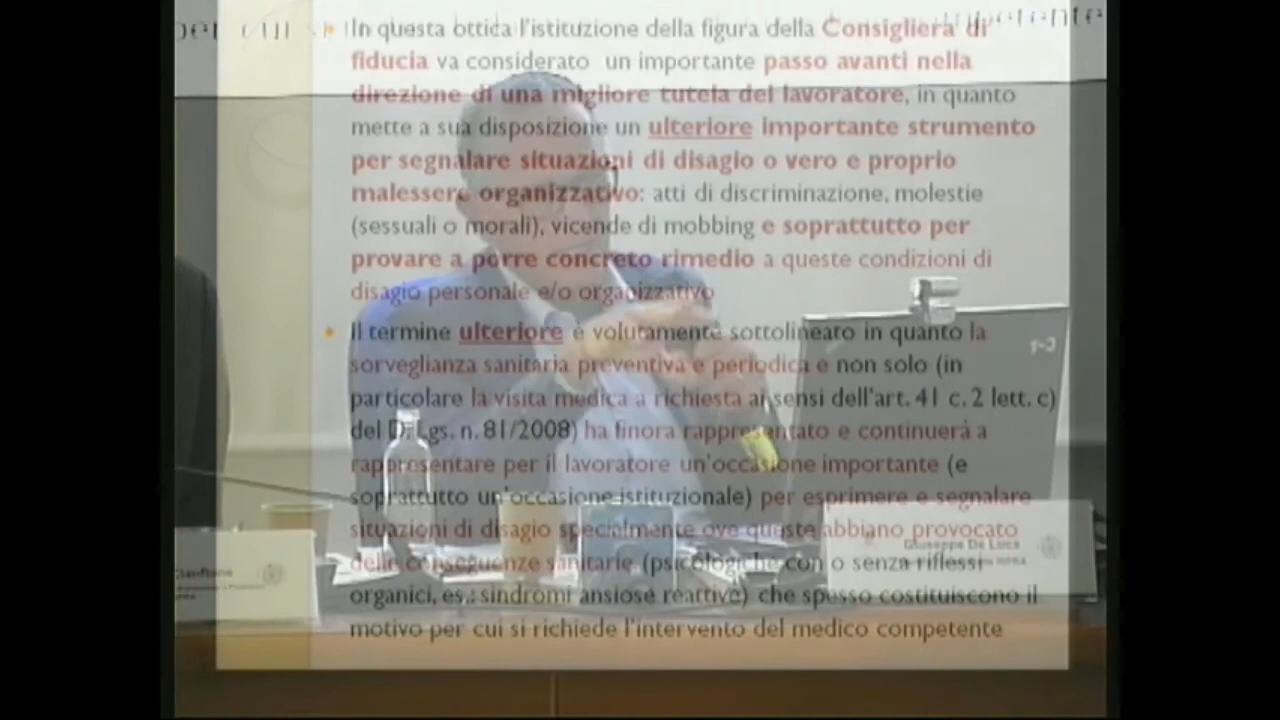 In questa ottica l'istituzione della figura della Consigliera di
fiducia va considerato un importante passo avanti nella
direzione di una migliore tutela del lavoratore, in quanto
mette a sua disposizione un ulteriore importante strumento
per segnalare situazioni di disagio o vero e proprio
malessere organizzativo: atti di discriminazione, molestie
(sessuali o morali), vicende di mobbing e soprattutto per
provare a porre concreto rimedio a queste condizioni di
disagio personale e/o organizzativo
Il termine ulteriore è volutamente sottolineato in quanto la
sorveglianza sanitaria preventiva e periodica e non solo (in
particolare la visita medica a richiesta ai sensi dell'art. 41 c. 2 lett. c)
del D. Lgs. n. 81/2008) ha finora rappresentato e continuerà a
rappresentare per il lavoratore un'occasione importante (e
soprattutto un'occasione istituzionale) per esprimere e segnalare
situazioni di disagio specialmente ove queste abbiano provocato
delle conseguenze sanitarie (psicologiche con o senza riflessi
organici, es.: sindromi ansiose reattive) che spesso costituiscono il
motivo per cui si richiede l'intervento del medico competente
Giuseppe De Luca